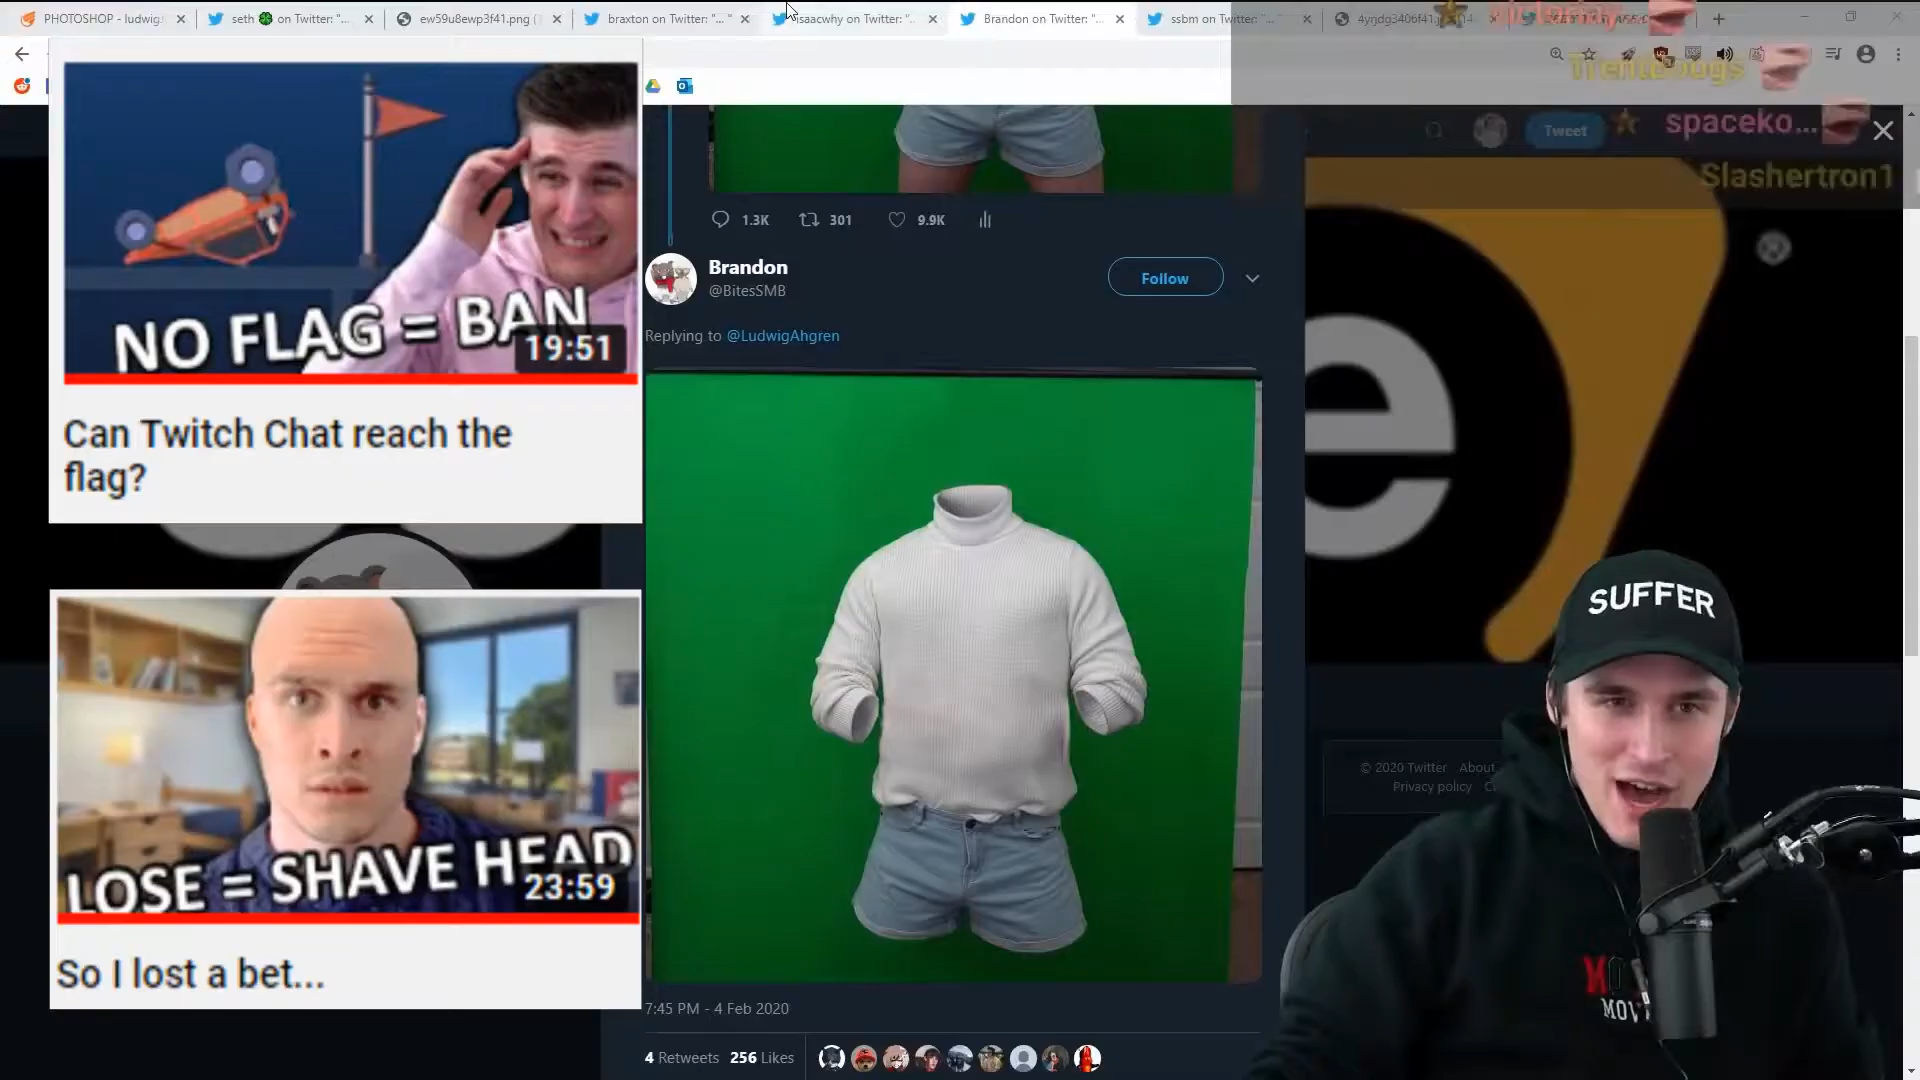 PHOTOSHOP - ludwig
seth 🍀 on Twitter: "...
ew59u8ewp3f41.png (
braxton on Twitter: "... "
isaacwhy on Twitter: "..
Brandon on Twitter: "...
ssbm on Twitter: "... "
4yndg3406f41
TrentDoogs
spaceko...
Tweet
Slashertron1
NO FLAG = BAN
19:51
Can Twitch Chat reach the
flag?
1.3K 301 9.9K
Brandon
@BitesSMB
Follow
Replying to @LudwigAhgren
e
SUFFER
LOSE = SHAVE HEAD
23:59
So I lost a bet...
7:45 PM - 4 Feb 2020
4 Retweets 256 Likes
© 2020 Twitter About
Privacy policy